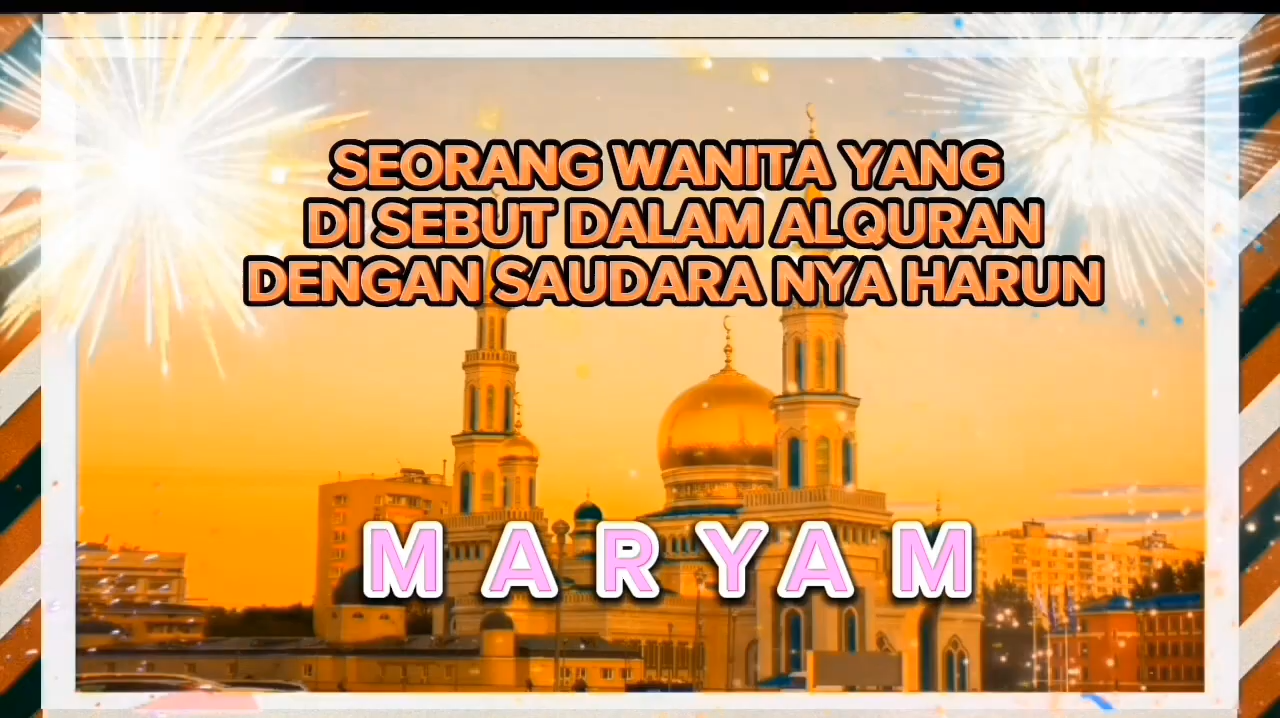 SEORANG WANITA YANG
DI SEBUT DALAM ALQURAN
DENGAN SAUDARA NYA HARUN
M A R Y A M